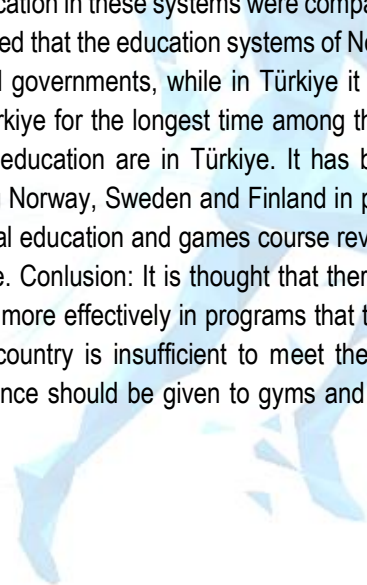 cation in these systems were compa
ed that the education systems of No
l governments, while in Türkiye it
rkiye for the longest time among th
education are in Türkiye. It has b
g Norway, Sweden and Finland in p
al education and games course rev
e. Conlusion: It is thought that ther
more effectively in programs that t
country is insufficient to meet the
nce should be given to gyms and